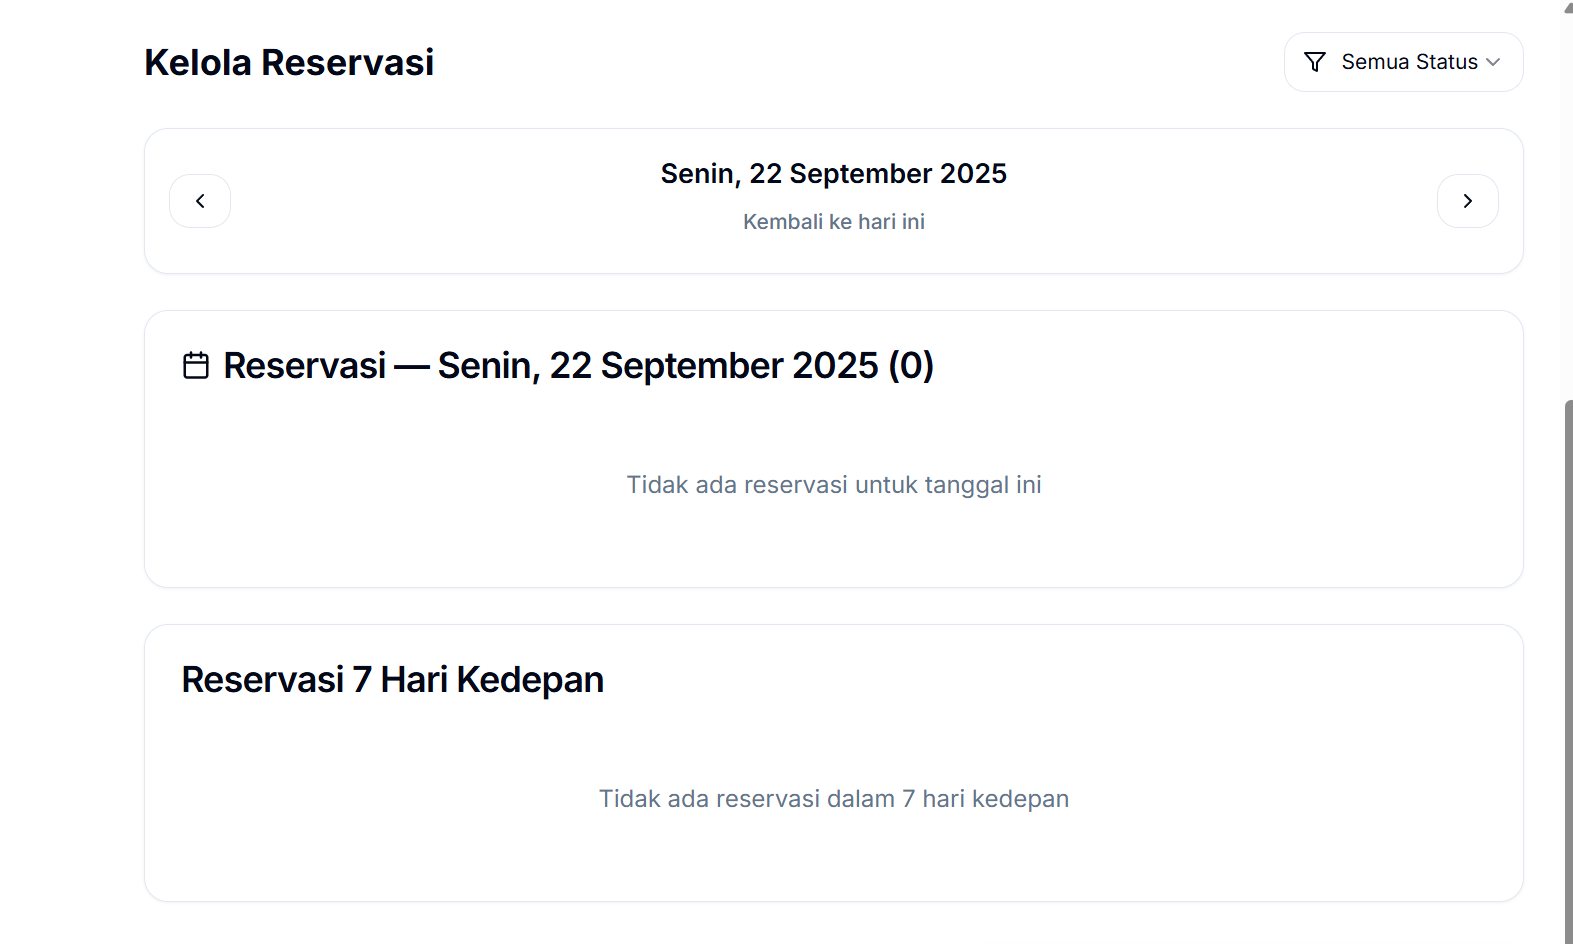 Kelola Reservasi
Semua Status
Senin, 22 September 2025
Kembali ke hari ini
Reservasi — Senin, 22 September 2025 (0)
Tidak ada reservasi untuk tanggal ini
Reservasi 7 Hari Kedepan
Tidak ada reservasi dalam 7 hari kedepan